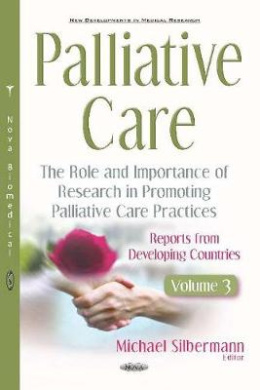 New Developments in Medical Research
Palliative
Care
The Role and Importance of
Research in Promoting
Palliative Care Practices
Reports from
Developing Countries
Volume 3
Michael Silbermann
Editor
Nova Biomedical
nova